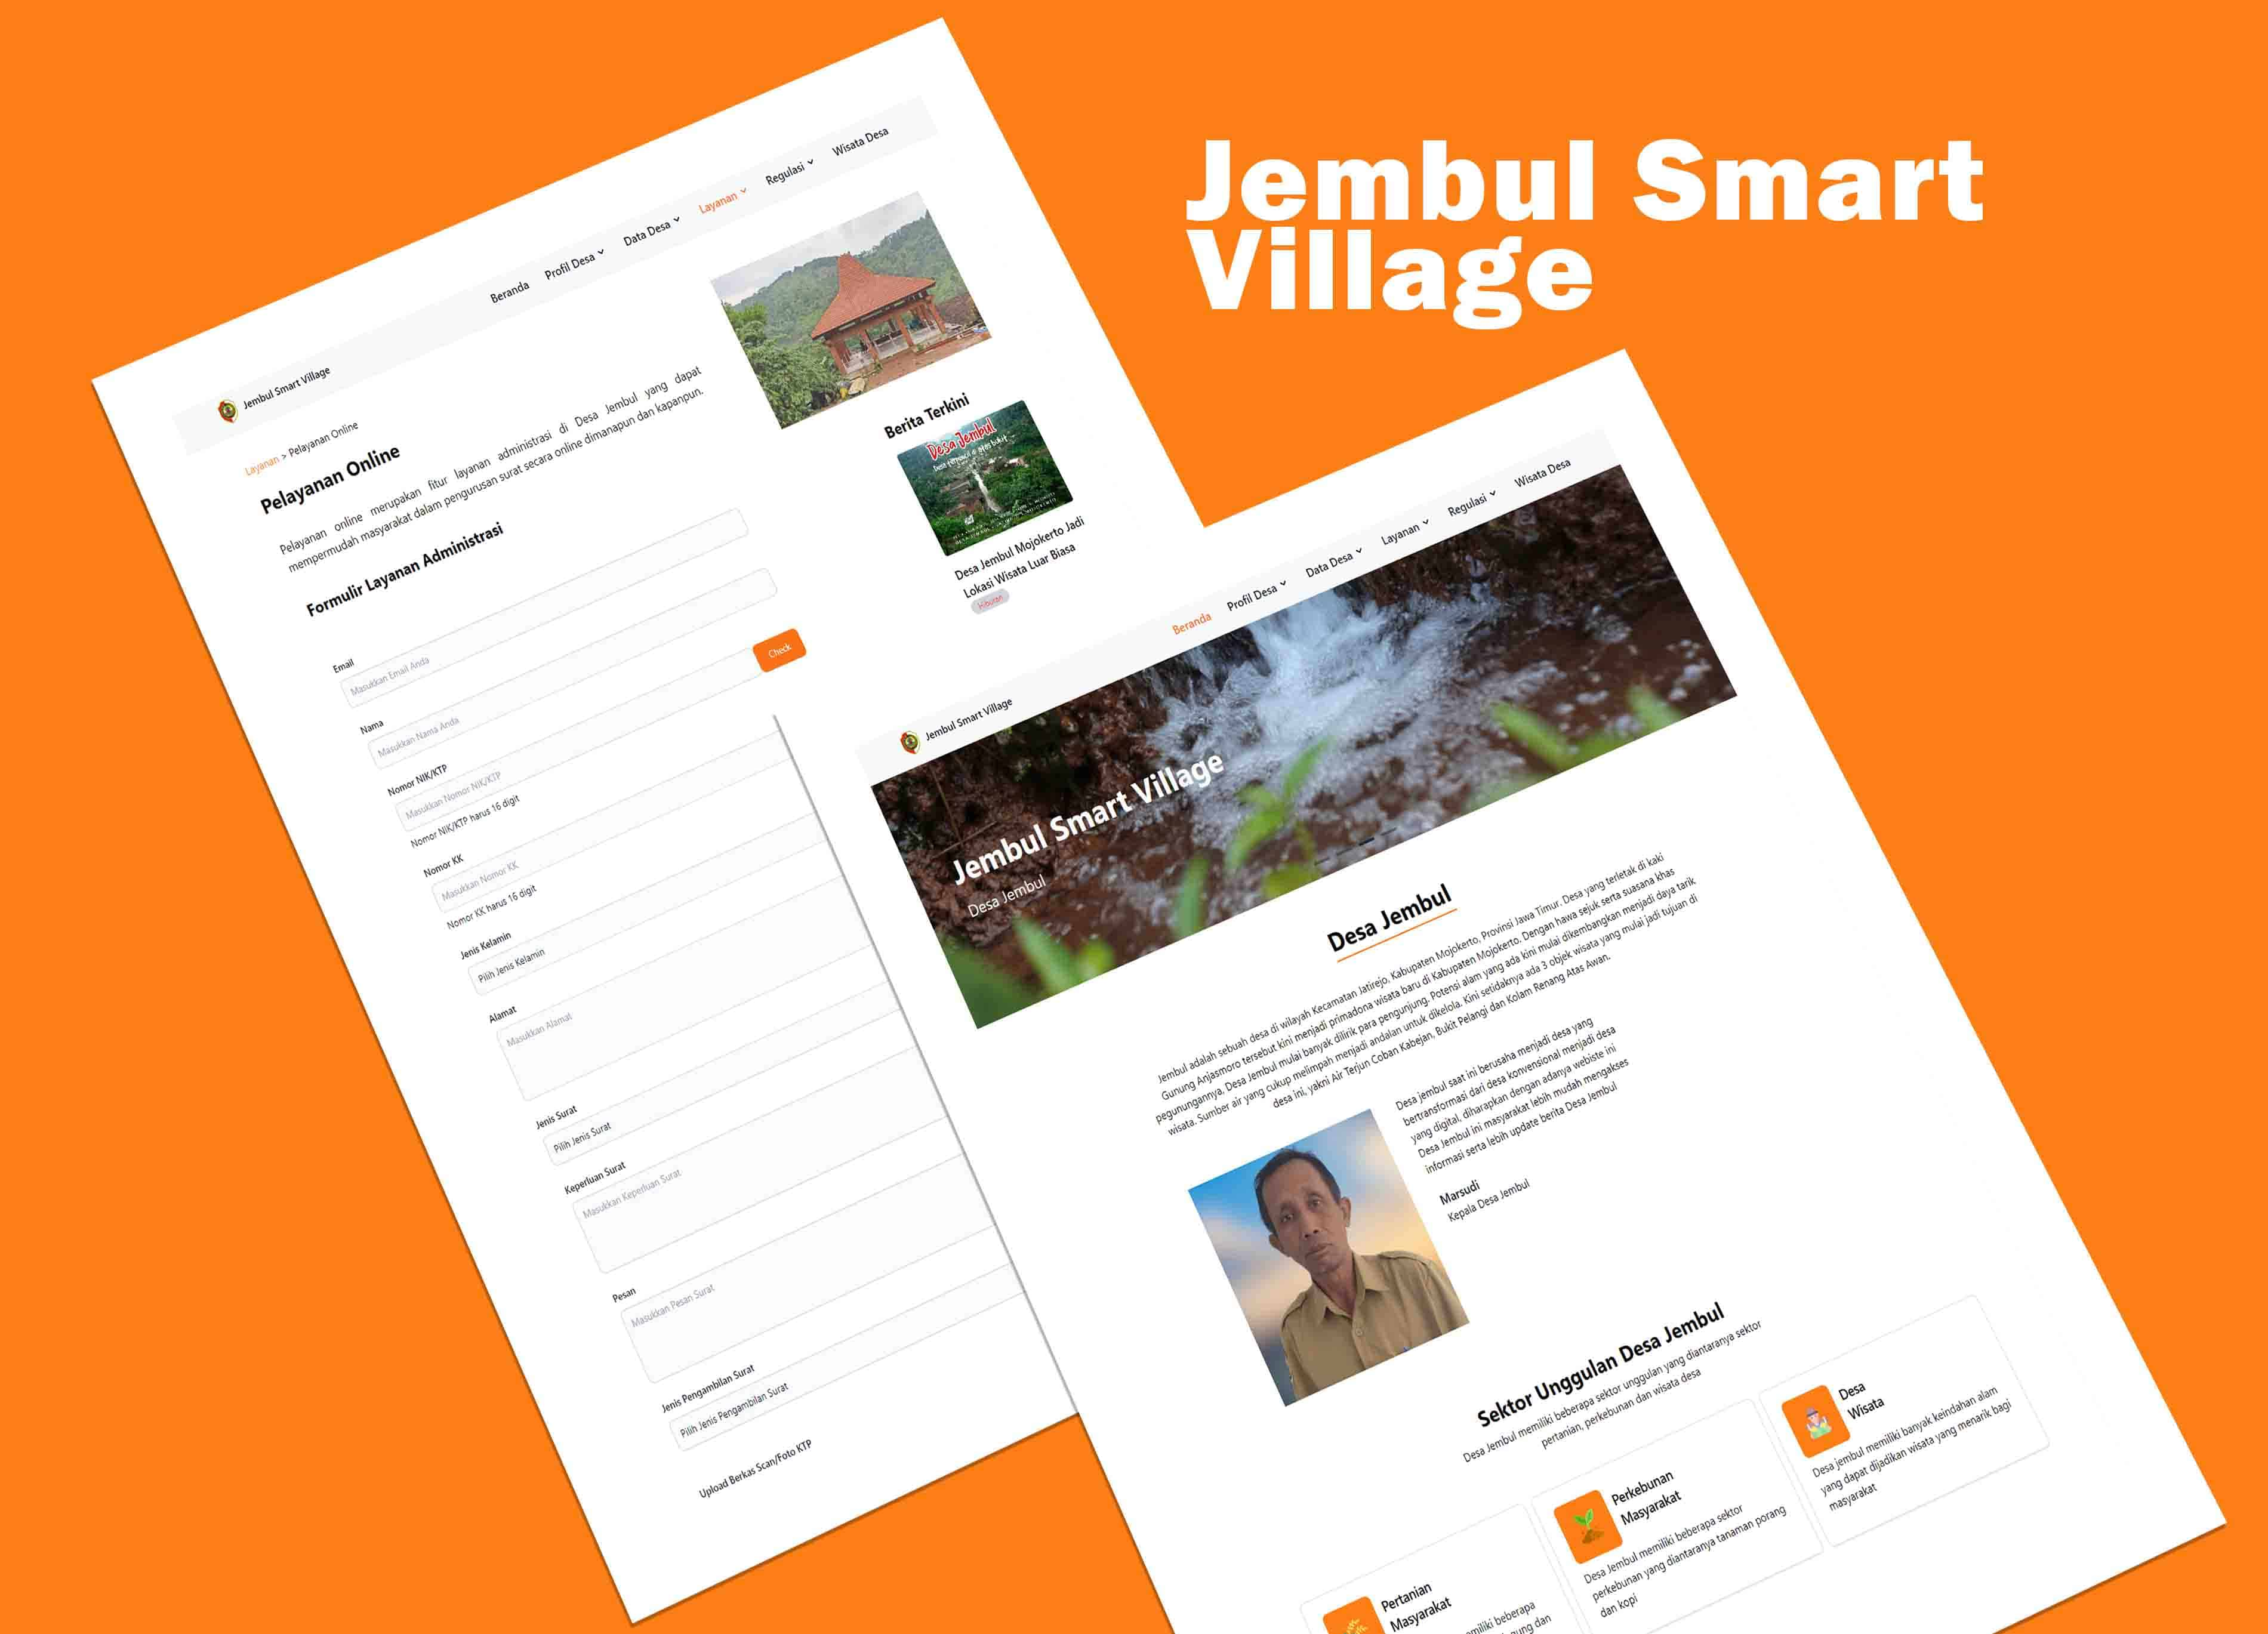 Jembul Smart
Village
Jembul Smart Village
Beranda
Profil Desa
Data Desa
Layanan
Regulasi
Wisata Desa
Layanan > Pelayanan Online
Pelayanan Online
Pelayanan online merupakan fitur layanan administrasi di Desa Jembul yang dapat
mempermudah masyarakat dalam pengurusan surat secara online dimanapun dan kapanpun.
Formulir Layanan Administrasi
Email
Masukkan Email Anda
Nama
Masukkan Nama Anda
Nomor NIK/KTP
Masukkan Nomor NIK/KTP
Check
Nomor NIK/KTP harus 16 digit
Nomor KK
Masukkan Nomor KK
Nomor KK harus 16 digit
Jenis Kelamin
Pilih Jenis Kelamin
Alamat
Masukkan Alamat
Jenis Surat
Pilih Jenis Surat
Keperluan Surat
Masukkan Keperluan Surat
Pesan
Masukkan Pesan Surat
Jenis Pengambilan Surat
Pilih Jenis Pengambilan Surat
Upload Berkas Scan/Foto KTP
Berita Terkini
Desa Jembul
Desa Jembul Mojokerto Jadi
Lokasi Wisata Luar Biasa
Hiburan
Jembul Smart Village
Beranda
Profil Desa
Data Desa
Layanan
Regulasi
Wisata Desa
Jembul Smart Village
Desa Jembul
Desa Jembul
Jembul adalah sebuah desa di wilayah Kecamatan Jatirejo, Kabupaten Mojokerto, Provinsi Jawa Timur. Desa yang terletak di kaki
Gunung Anjasmoro tersebut kini menjadi primadona wisata baru di Kabupaten Mojokerto. Dengan hawa sejuk serta suasana khas
pegunungannya, Desa Jembul mulai banyak dilirik para pengunjung. Potensi alam yang ada kini mulai dikembangkan menjadi daya tarik
wisata. Sumber air yang cukup melimpah menjadi andalan untuk dikelola. Kini setidaknya ada 3 objek wisata yang mulai jadi tujuan di
desa ini, yakni Air Terjun Coban Kabejan, Bukit Pelangi dan Kolam Renang Atas Awan.
Desa jembul saat ini berusaha menjadi desa yang
bertransformasi dari desa konvensional menjadi desa
yang digital, diharapkan dengan adanya webiste ini
Desa Jembul ini masyarakat lebih mudah mengakses
informasi serta lebih update berita Desa Jembul
Marsudi
Kepala Desa Jembul
Sektor Unggulan Desa Jembul
Desa Jembul memiliki beberapa sektor unggulan yang diantaranya sektor
pertanian, perkebunan dan wisata desa
Pertanian
Masyarakat
emiliki beberapa
gung dan
Perkebunan
Masyarakat
Desa Jembul memiliki beberapa sektor
perkebunan yang diantaranya tanaman porang
dan kopi
Desa
Wisata
Desa jembul memiliki banyak keindahan alam
yang dapat dijadikan wisata yang menarik bagi
masyarakat